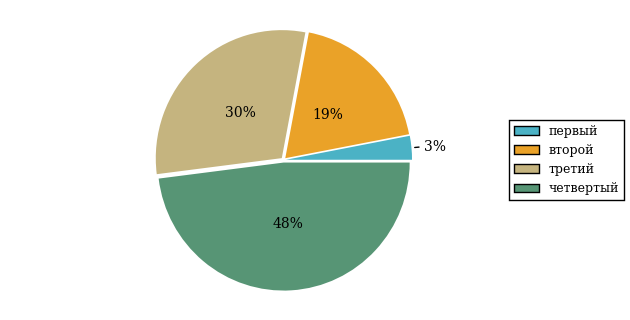 30%
19%
3%
48%
первый
второй
третий
четвертый